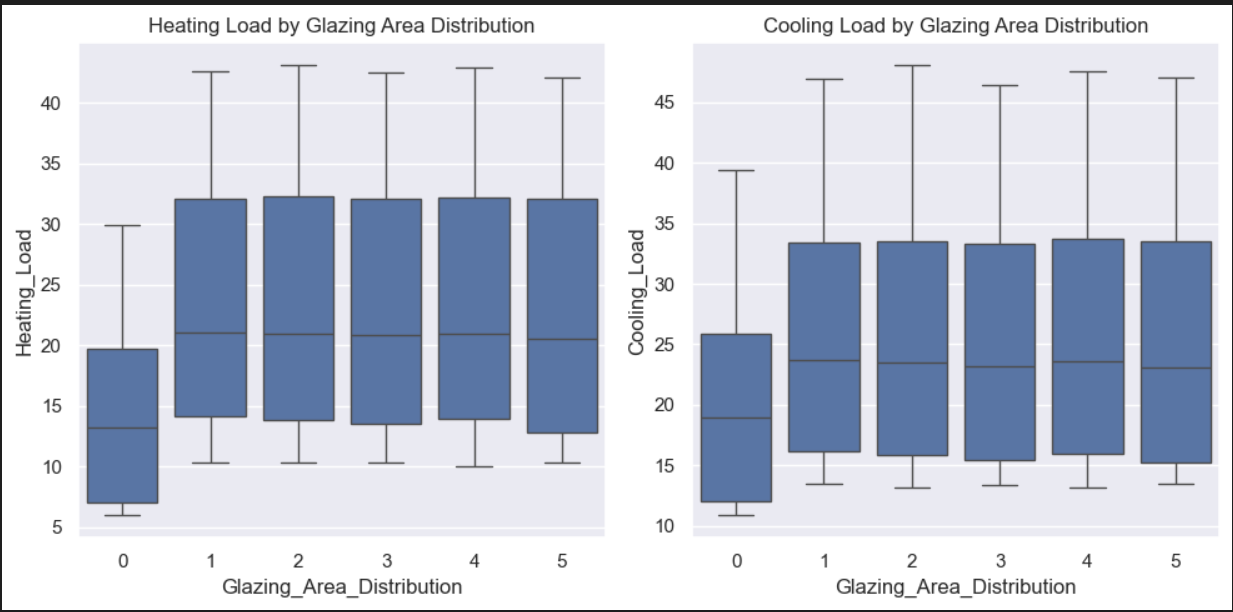 Heating Load by Glazing Area Distribution
Heating_Load
40
35
30
25
20
15
10
5
0 1 2 3 4 5
Glazing_Area_Distribution
Cooling Load by Glazing Area Distribution
Cooling_Load
45
40
35
30
25
20
15
10
0 1 2 3 4 5
Glazing_Area_Distribution